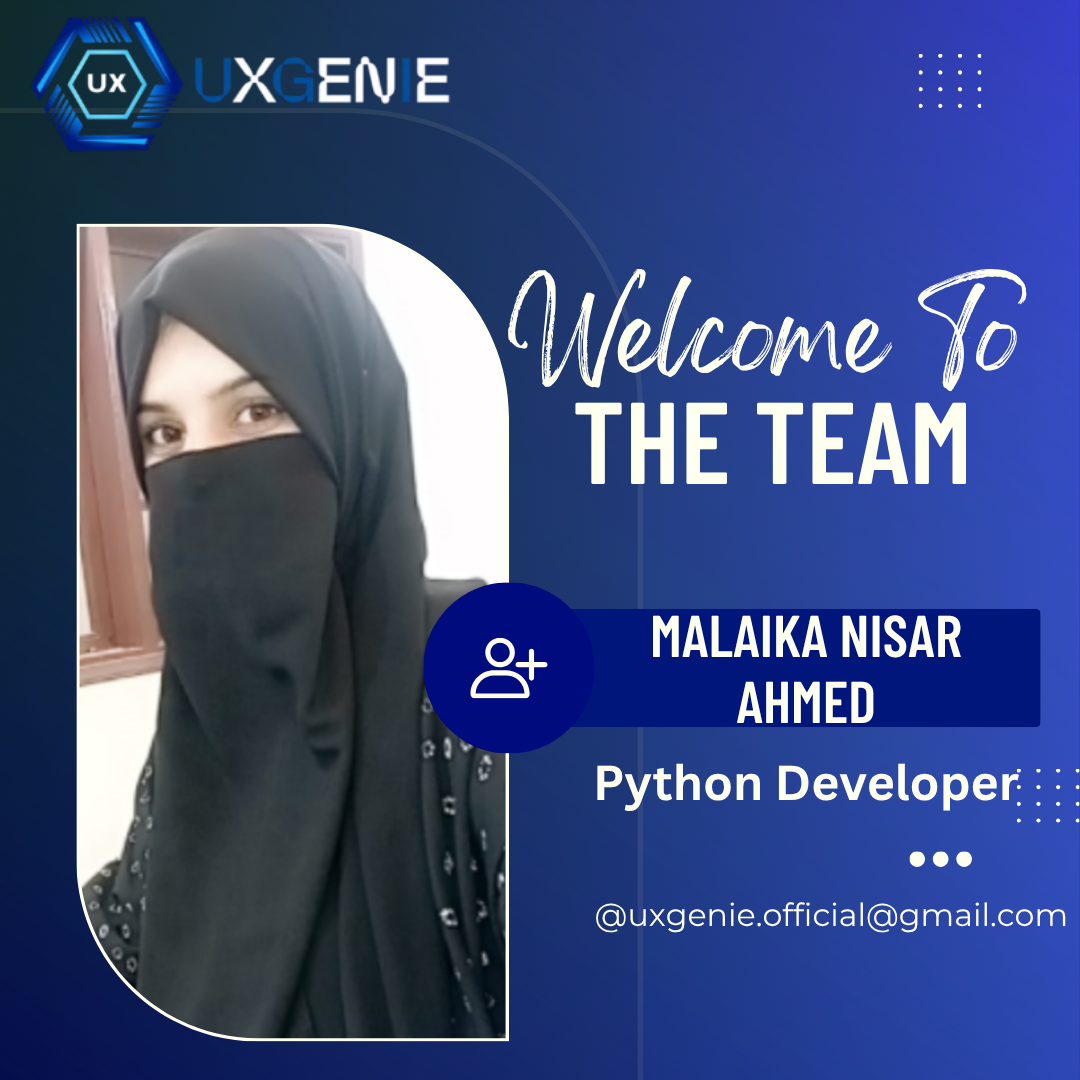 UX
UXGENIE
Welcome To
THE TEAM
MALAIKA NISAR
AHMED
Python Developer
@uxgenie.official@gmail.com